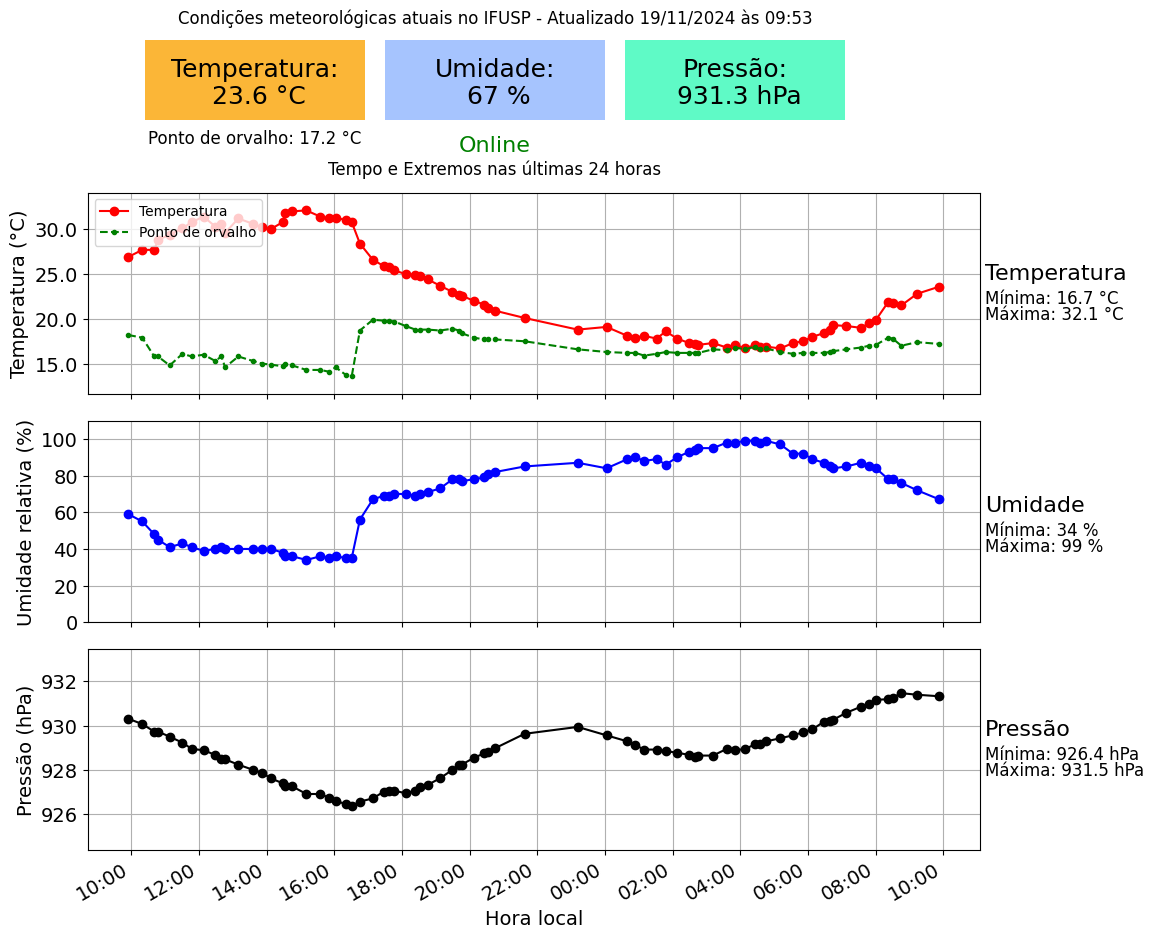 Condições meteorológicas atuais no IFUSP - Atualizado 19/11/2024 às 09:53
Temperatura:
23.6 °C
Umidade:
67 %
Pressão:
931.3 hPa
Ponto de orvalho: 17.2 °C
Online
Tempo e Extremos nas últimas 24 horas
Temperatura (°C)
30.0
25.0
20.0
15.0
Temperatura
Ponto de orvalho
Temperatura
Mínima: 16.7 °C
Máxima: 32.1 °C
Umidade relativa (%)
100
80
60
40
20
0
Umidade
Mínima: 34 %
Máxima: 99 %
Pressão (hPa)
932
930
928
926
Pressão
Mínima: 926.4 hPa
Máxima: 931.5 hPa
10:00 12:00 14:00 16:00 18:00 20:00 22:00 00:00 02:00 04:00 06:00 08:00 10:00
Hora local